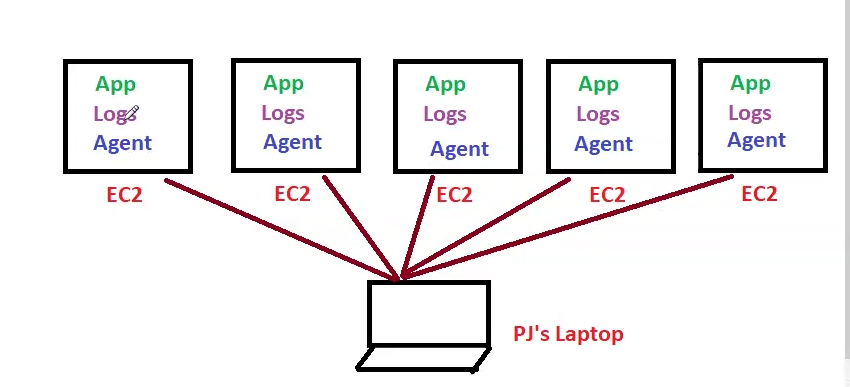 App App App App App
Logs Logs Logs Logs Logs
Agent Agent Agent Agent Agent
EC2 EC2 EC2 EC2 EC2
PJ's Laptop